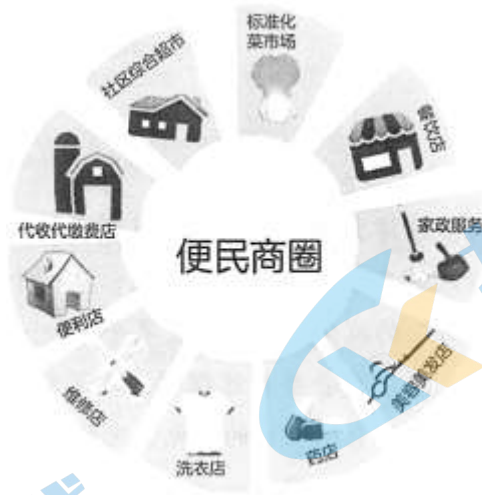 标准化
菜市场
餐饮店
家政服务
美容美发店
药店
洗衣店
维修店
便利店
代收代缴费店
社区综合超市
便民商圈